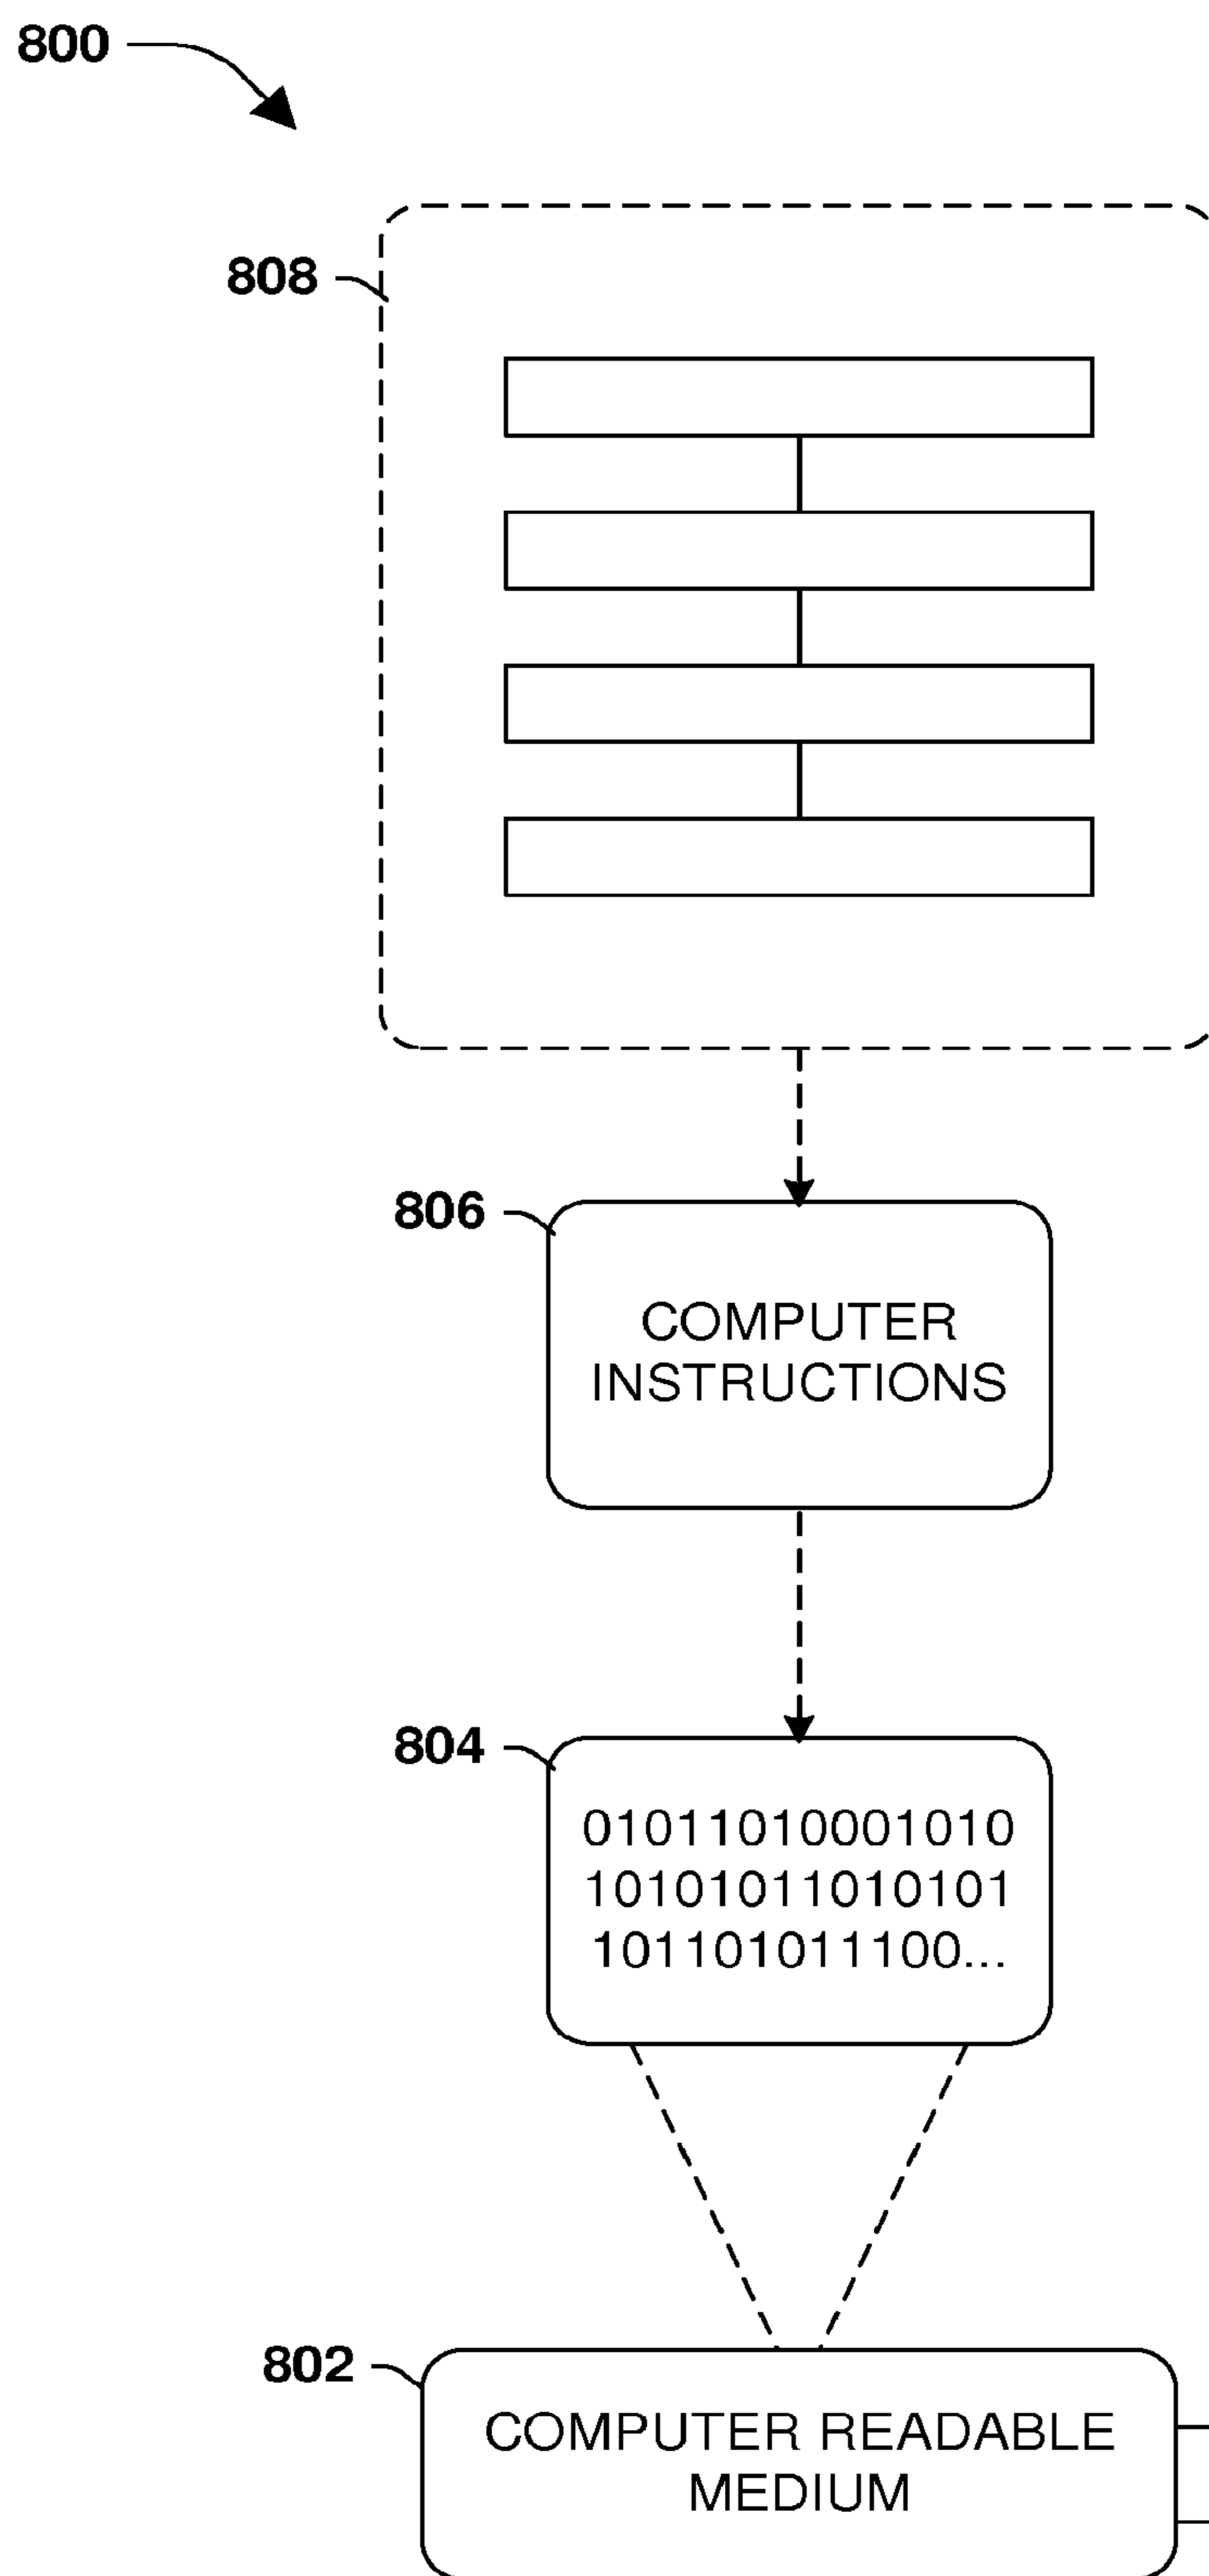 800
808
806
COMPUTER
INSTRUCTIONS
804
01011010001010
10101011010101
101101011100...
802
COMPUTER READABLE
MEDIUM